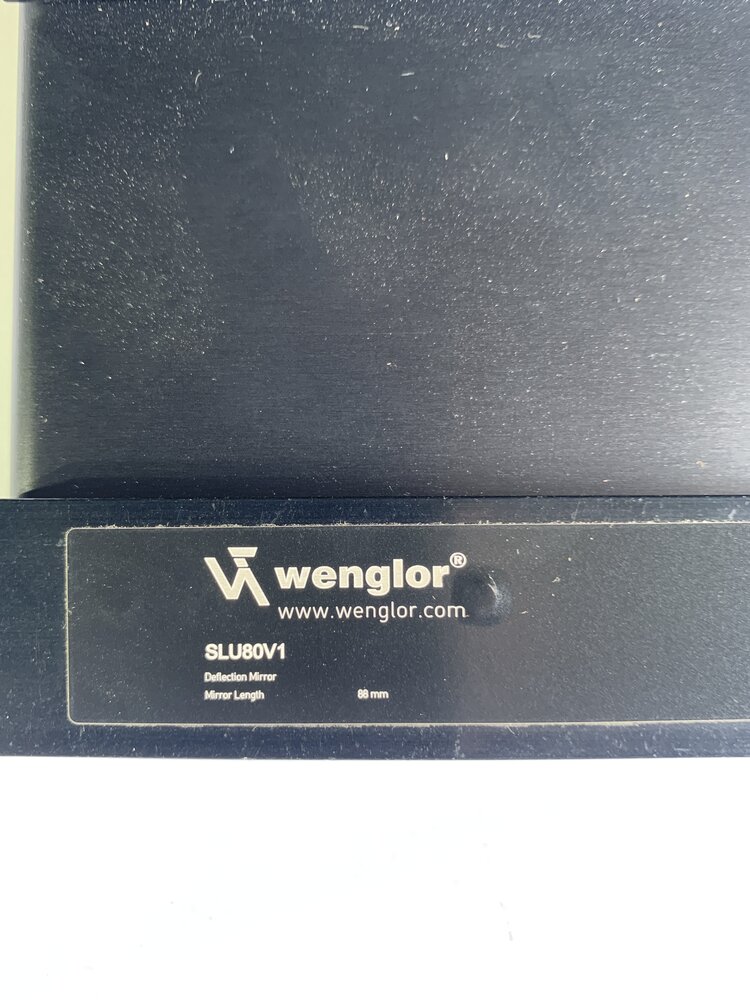 wenglor®
www.wenglor.com
SLU80V1
Deflection Mirror
Mirror Length 88 mm